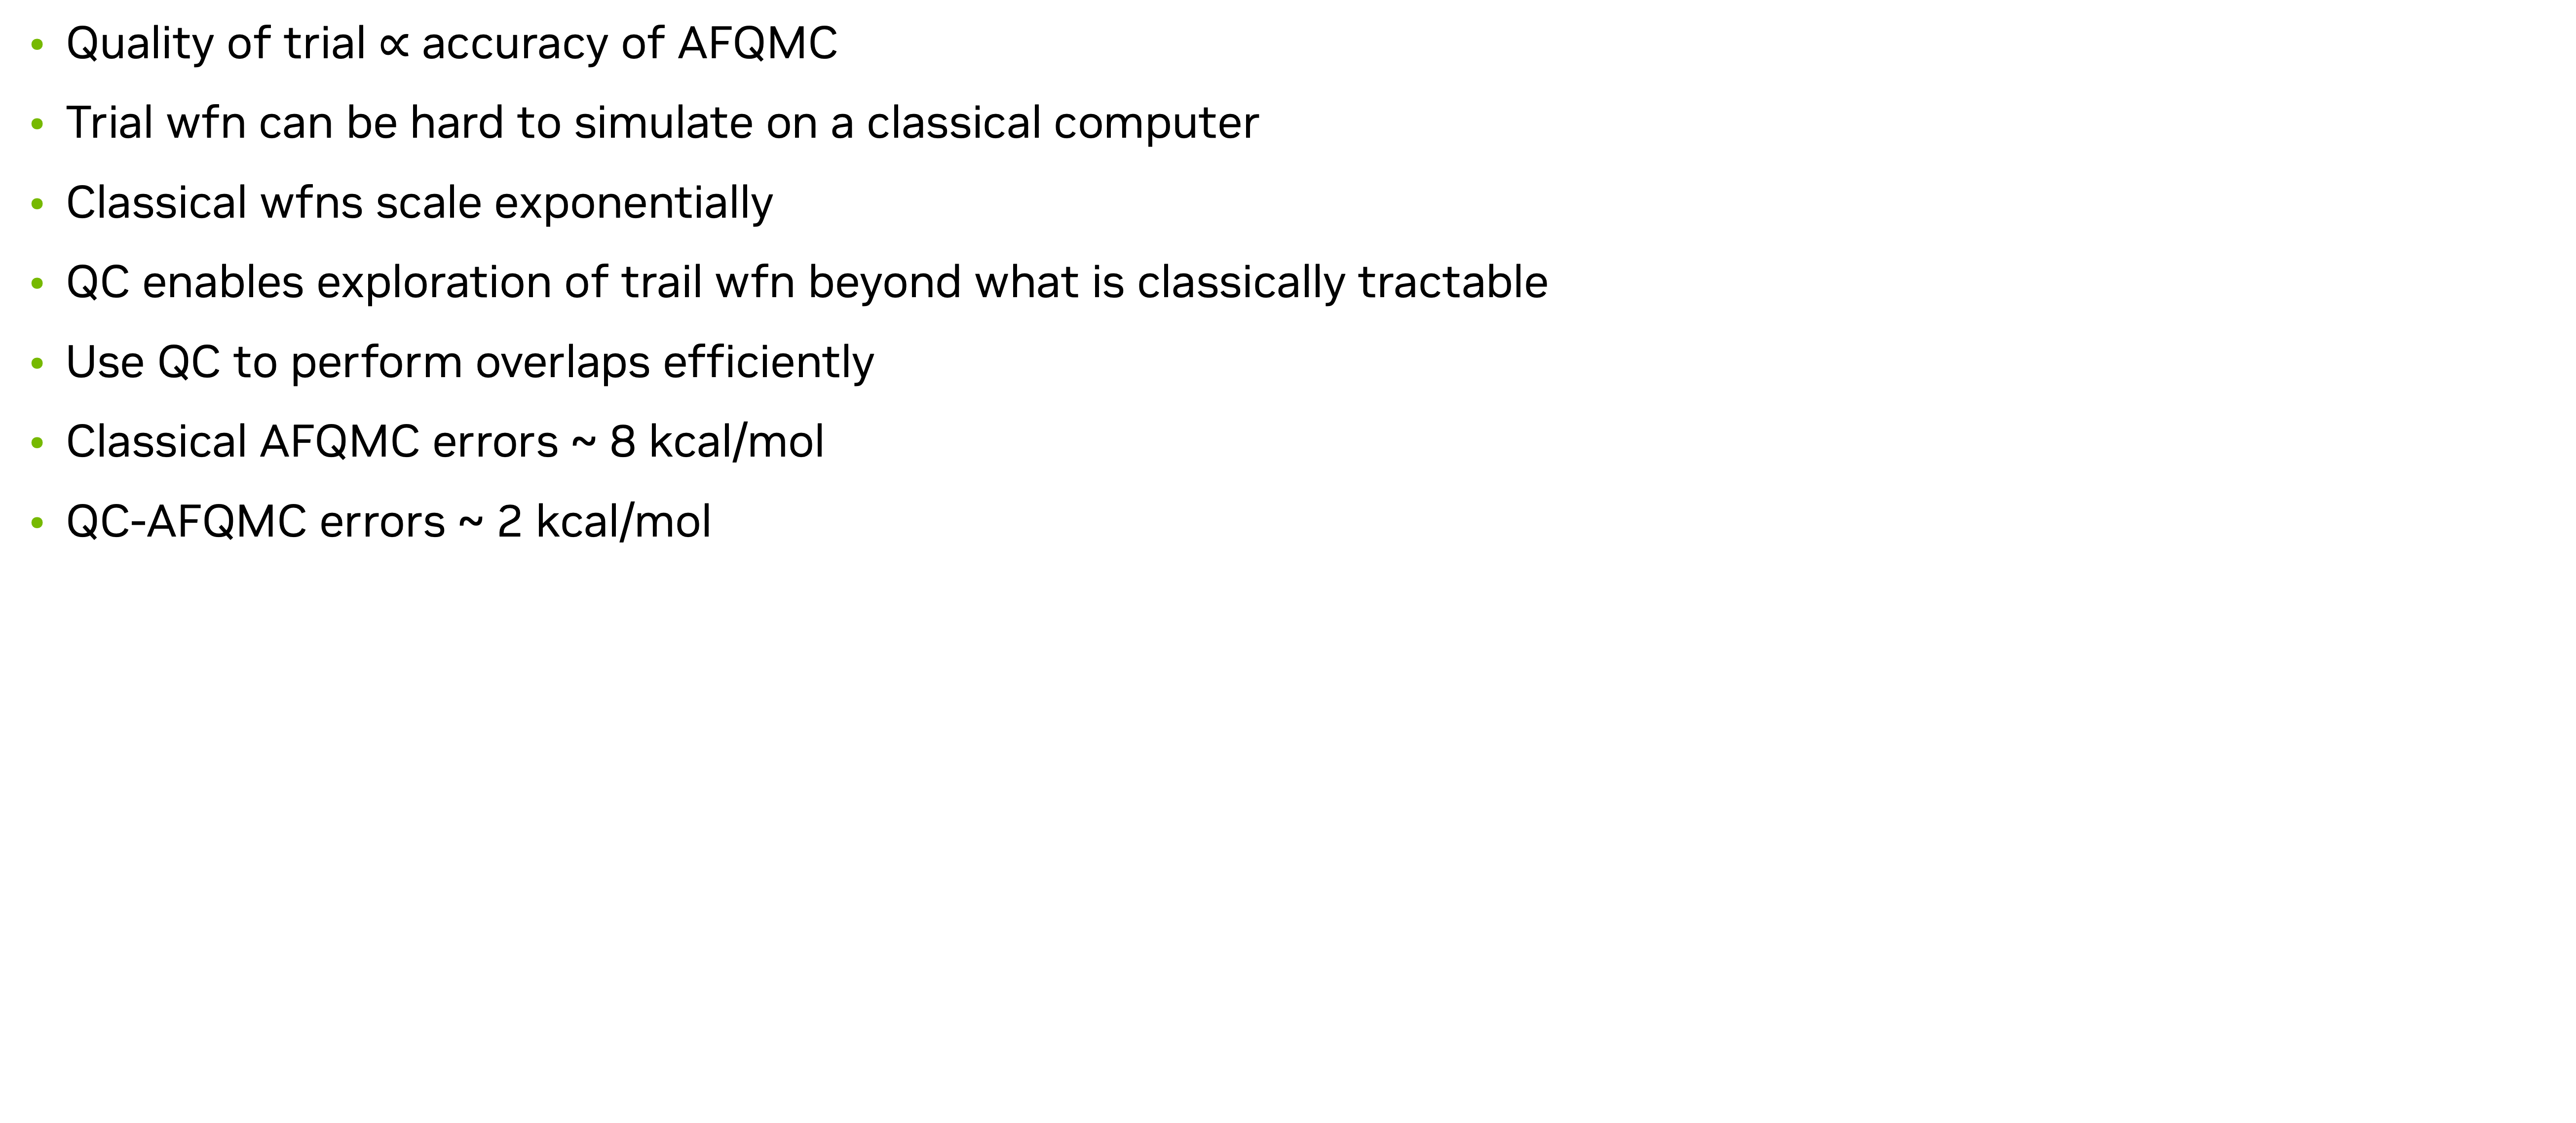 • Quality of trial ∝ accuracy of AFQMC
• Trial wfn can be hard to simulate on a classical computer
• Classical wfns scale exponentially
• QC enables exploration of trail wfn beyond what is classically tractable
• Use QC to perform overlaps efficiently
• Classical AFQMC errors ~ 8 kcal/mol
• QC-AFQMC errors ~ 2 kcal/mol